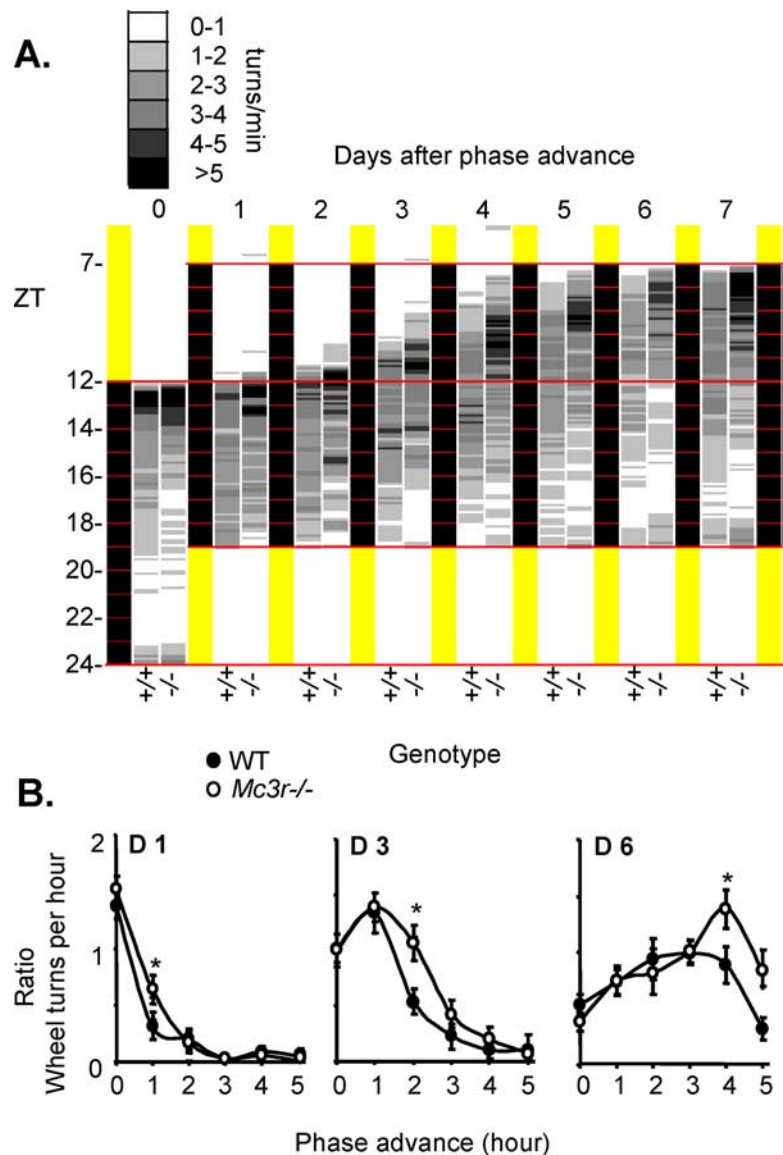 A.
0-1
1-2
2-3
3-4
4-5
>5
turns/min
Days after phase advance
0 1 2 3 4 5 6 7
ZT
7-
12-
14-
16-
18-
20-
22-
24-
+/+ -/- +/+ -/- +/+ -/- +/+ -/- +/+ -/- +/+ -/- +/+ -/- +/+ -/-
Genotype
WT
Mc3r-/-
B.
D 1 D 3 D 6
* * *
2
1
0
Ratio
Wheel turns per hour
0 1 2 3 4 5 0 1 2 3 4 5 0 1 2 3 4 5
Phase advance (hour)